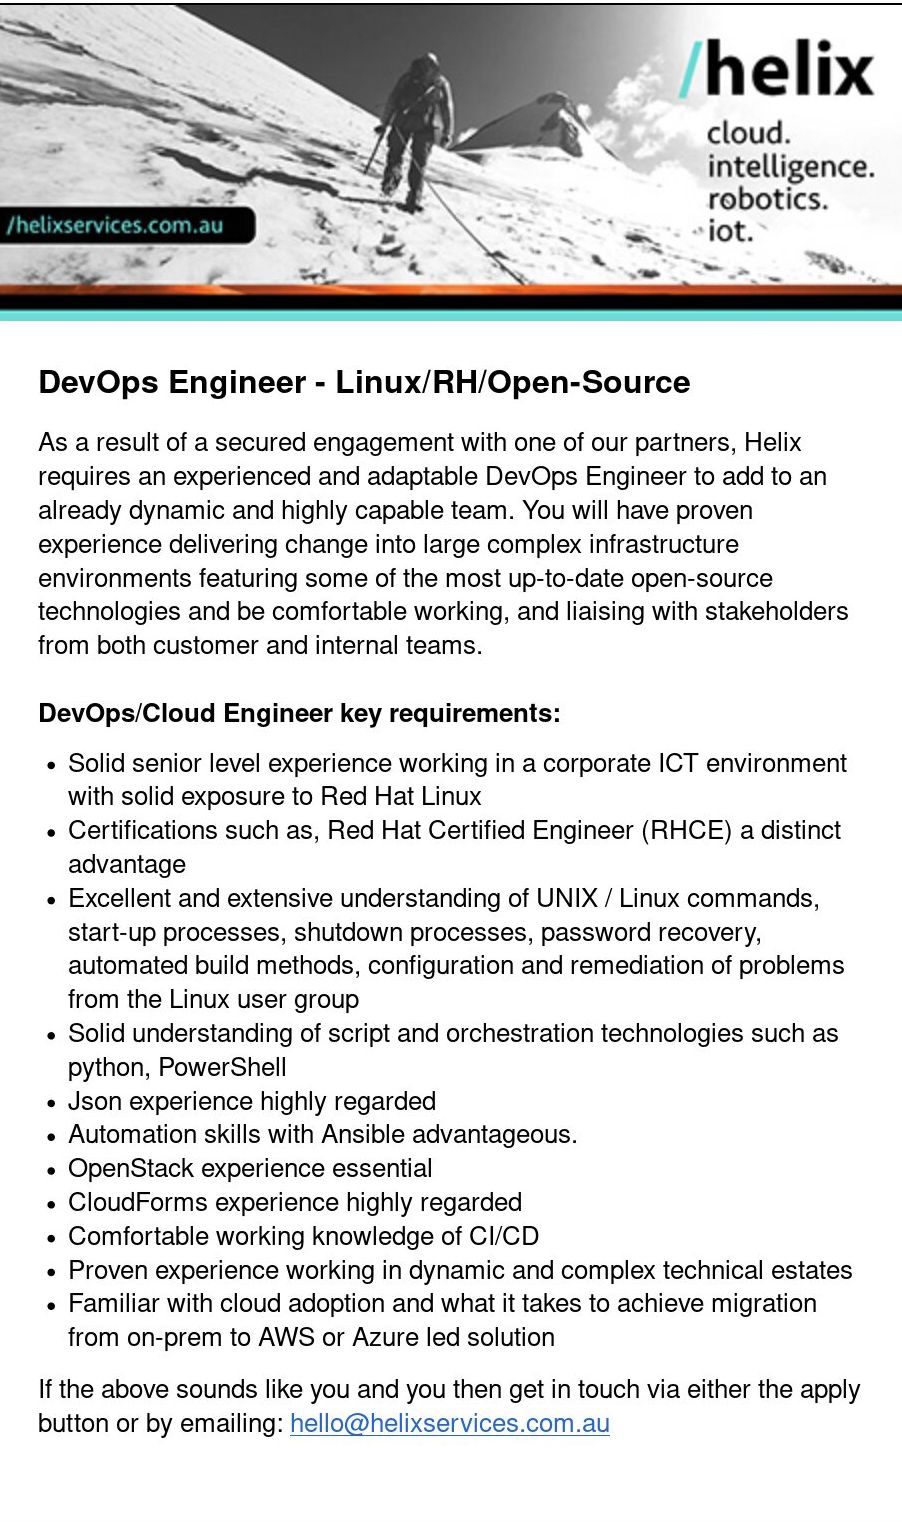 /helix
cloud.
intelligence.
robotics.
iot.
/helixservices.com.au
DevOps Engineer - Linux/RH/Open-Source
As a result of a secured engagement with one of our partners, Helix
requires an experienced and adaptable DevOps Engineer to add to an
already dynamic and highly capable team. You will have proven
experience delivering change into large complex infrastructure
environments featuring some of the most up-to-date open-source
technologies and be comfortable working, and liaising with stakeholders
from both customer and internal teams.
DevOps/Cloud Engineer key requirements:
• Solid senior level experience working in a corporate ICT environment
with solid exposure to Red Hat Linux
• Certifications such as, Red Hat Certified Engineer (RHCE) a distinct
advantage
• Excellent and extensive understanding of UNIX / Linux commands,
start-up processes, shutdown processes, password recovery,
automated build methods, configuration and remediation of problems
from the Linux user group
• Solid understanding of script and orchestration technologies such as
python, PowerShell
• Json experience highly regarded
• Automation skills with Ansible advantageous.
• OpenStack experience essential
• CloudForms experience highly regarded
• Comfortable working knowledge of CI/CD
• Proven experience working in dynamic and complex technical estates
• Familiar with cloud adoption and what it takes to achieve migration
from on-prem to AWS or Azure led solution
If the above sounds like you and you then get in touch via either the apply
button or by emailing: hello@helixservices.com.au